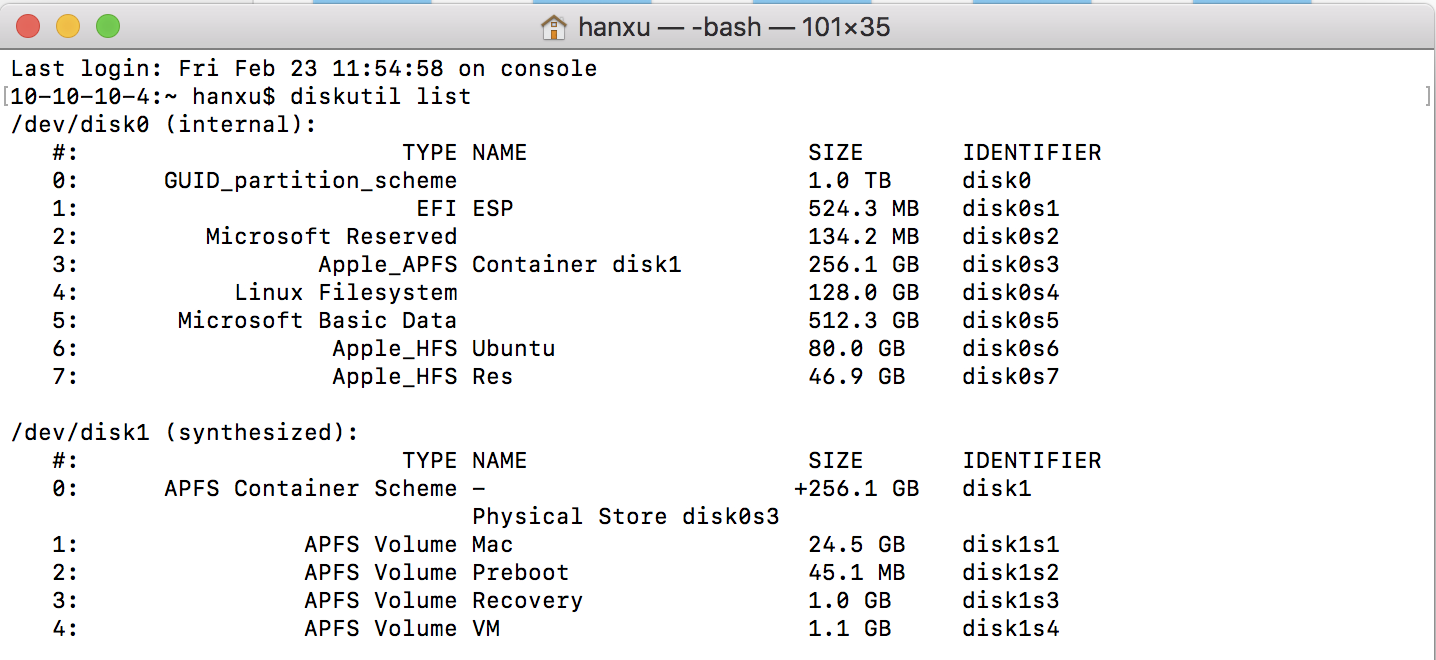 hanxu — -bash — 101×35
Last login: Fri Feb 23 11:54:58 on console
[10-10-10-4:~ hanxu$ diskutil list ]
/dev/disk0 (internal):
#: TYPE NAME SIZE IDENTIFIER
0: GUID_partition_scheme 1.0 TB disk0
1: EFI ESP 524.3 MB disk0s1
2: Microsoft Reserved 134.2 MB disk0s2
3: Apple_APFS Container disk1 256.1 GB disk0s3
4: Linux Filesystem 128.0 GB disk0s4
5: Microsoft Basic Data 512.3 GB disk0s5
6: Apple_HFS Ubuntu 80.0 GB disk0s6
7: Apple_HFS Res 46.9 GB disk0s7
/dev/disk1 (synthesized):
#: TYPE NAME SIZE IDENTIFIER
0: APFS Container Scheme - +256.1 GB disk1
Physical Store disk0s3
1: APFS Volume Mac 24.5 GB disk1s1
2: APFS Volume Preboot 45.1 MB disk1s2
3: APFS Volume Recovery 1.0 GB disk1s3
4: APFS Volume VM 1.1 GB disk1s4